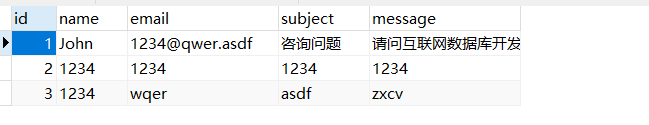 id name email subject message
1 John 1234@qwer.asdf 咨询问题 请问互联网数据库开发
2 1234 1234 1234 1234
3 1234 wqer asdf zxcv